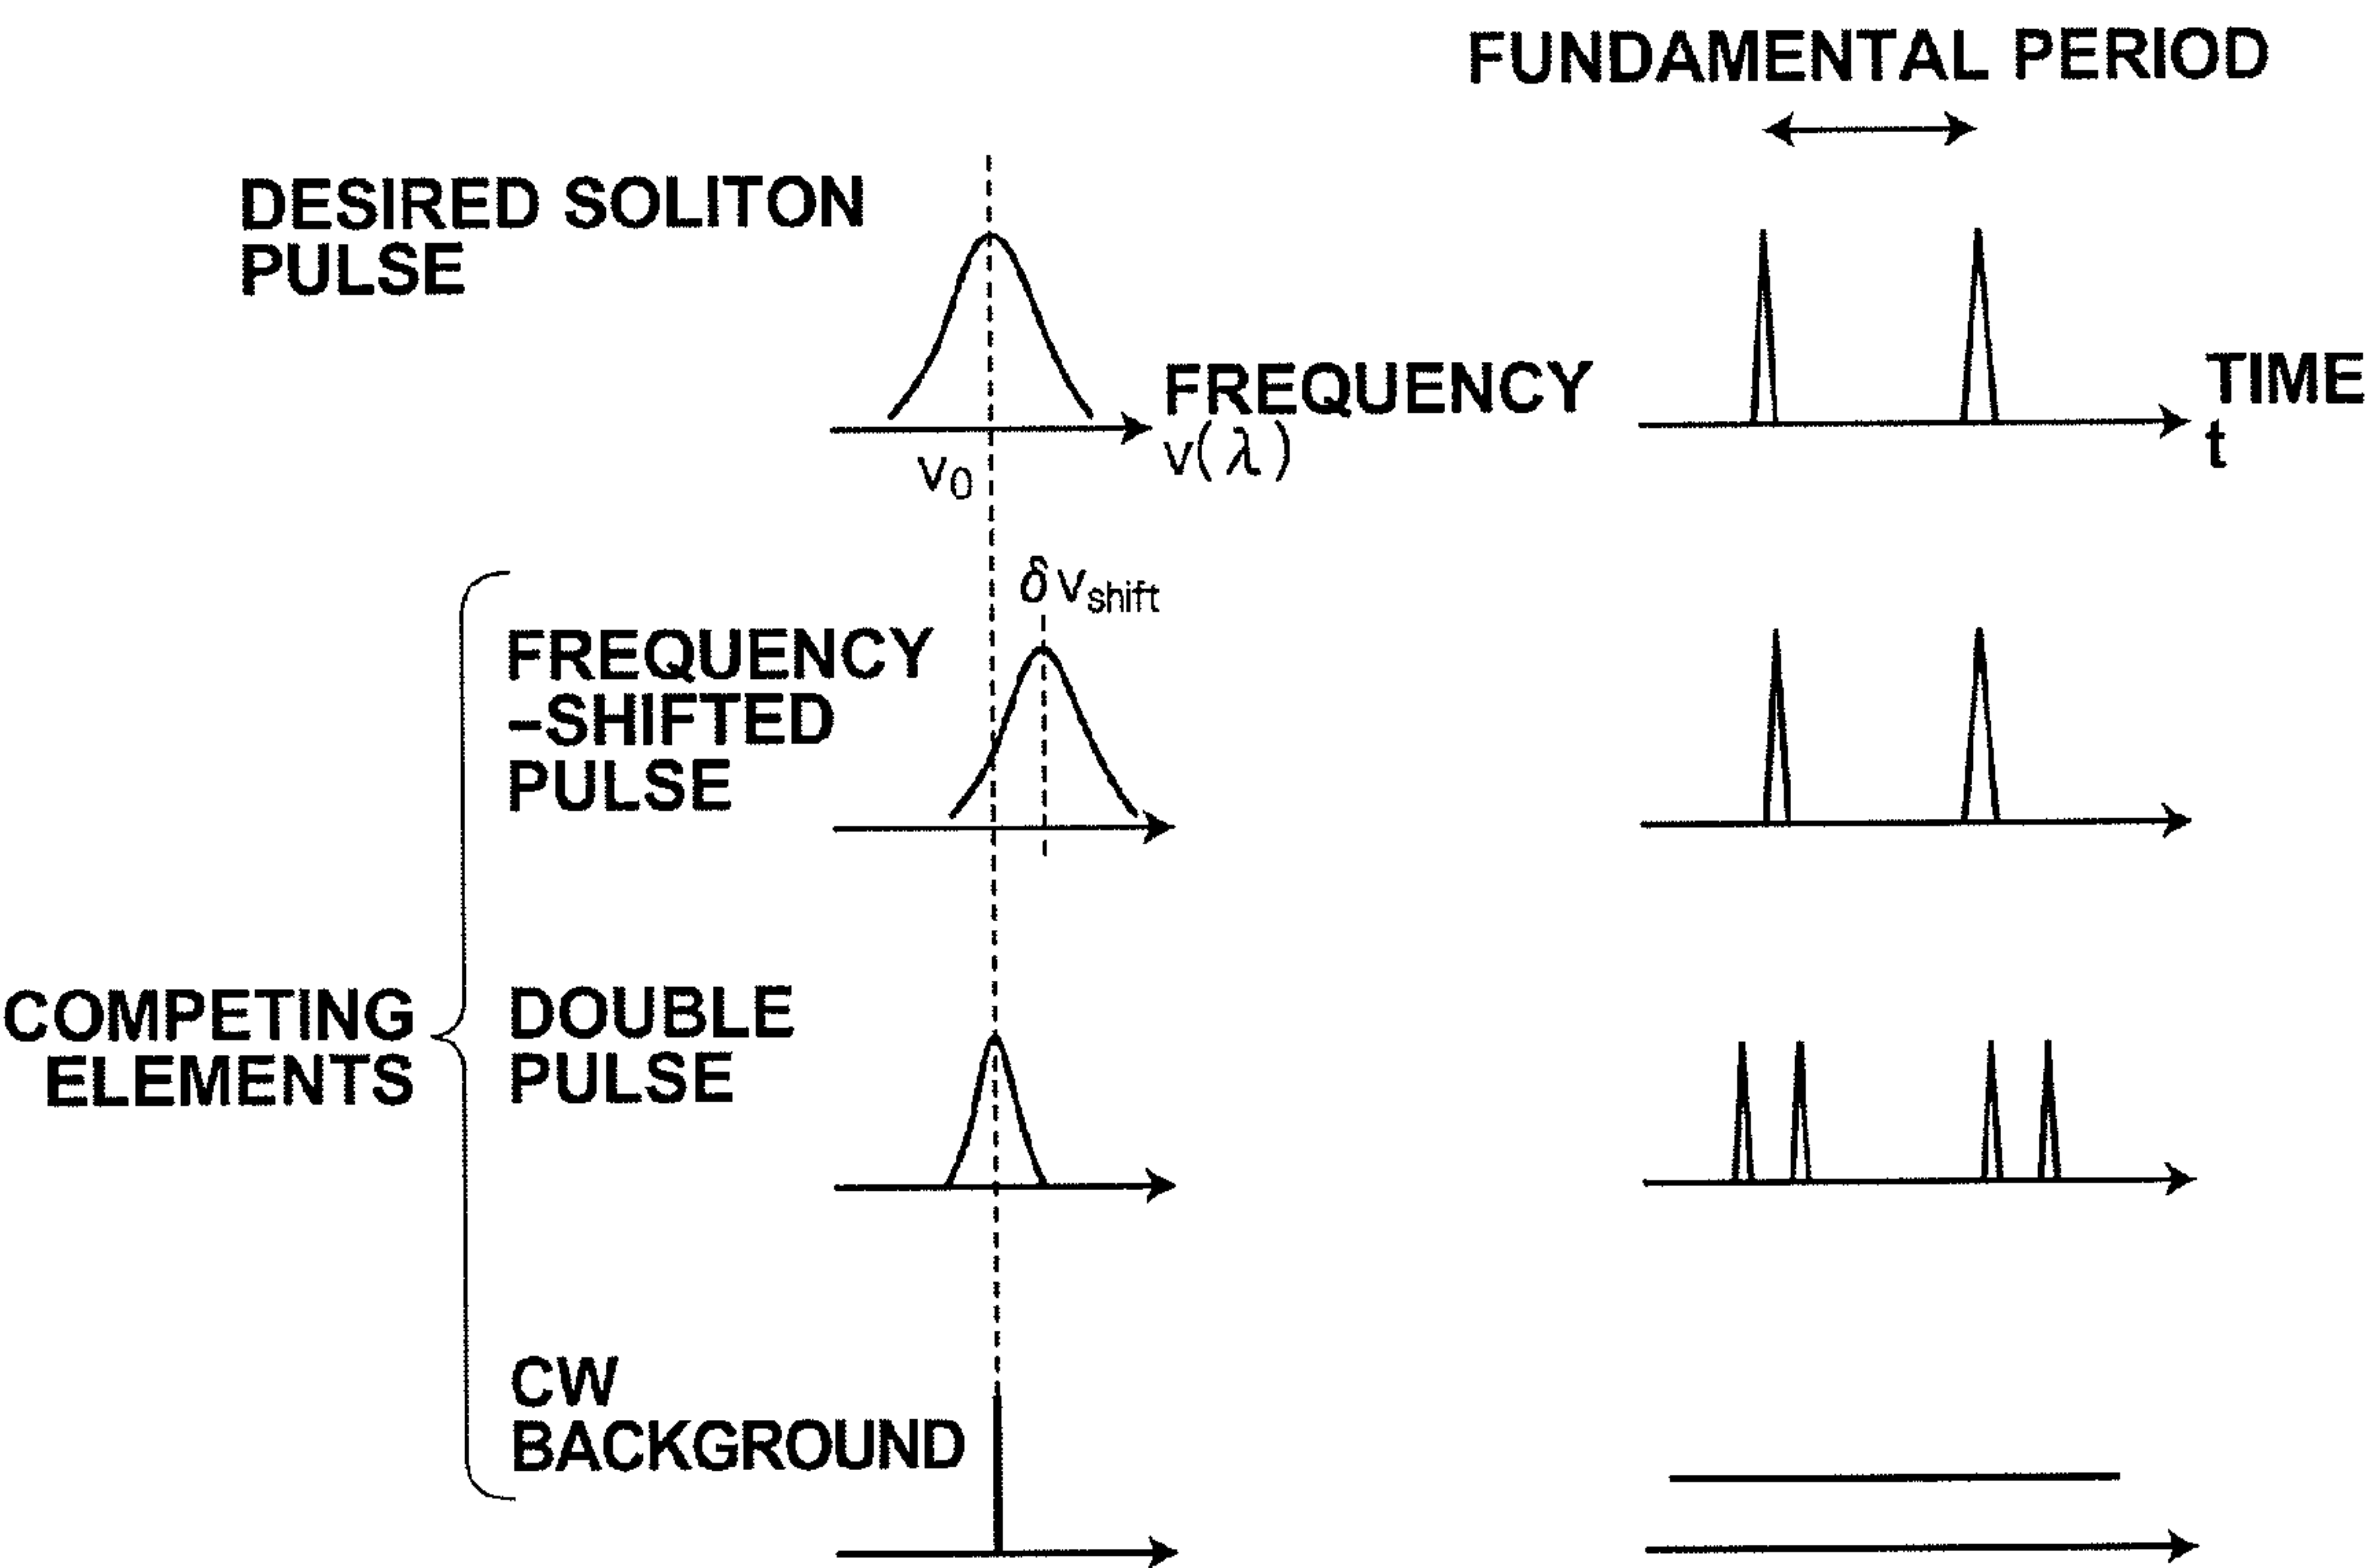 FUNDAMENTAL PERIOD
DESIRED SOLITON
PULSE
FREQUENCY
ν(λ)
ν0
TIME
t
δνshift
FREQUENCY
-SHIFTED
PULSE
COMPETING
ELEMENTS
DOUBLE
PULSE
CW
BACKGROUND